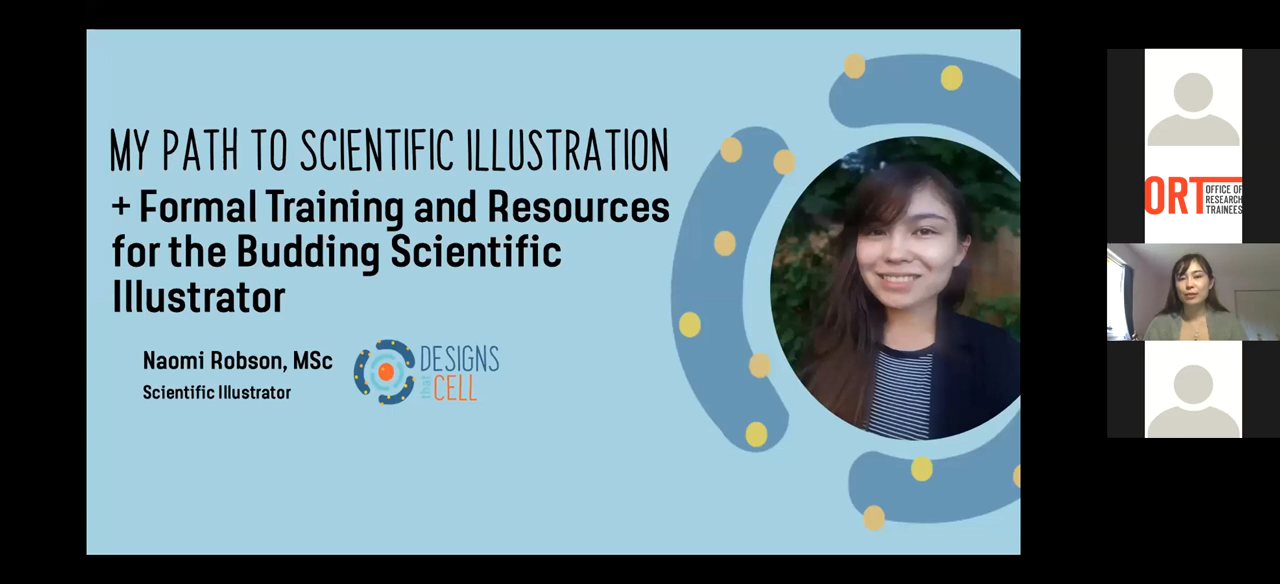 MY PATH TO SCIENTIFIC ILLUSTRATION
+ Formal Training and Resources
for the Budding Scientific
Illustrator
Naomi Robson, MSc
Scientific Illustrator
DESIGNS
that
CELL
ORT
OFFICE OF
RESEARCH
TRAINEES